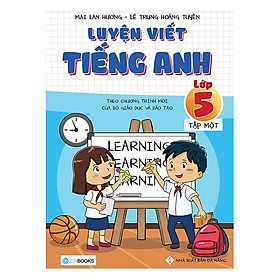 MAI LAN HƯƠNG - LÊ TRUNG HOÀNG TUYẾN
LUYỆN VIẾT
TIẾNG ANH
Lớp
5
TẬP MỘT
THEO CHƯƠNG TRÌNH MỚI
CỦA BỘ GIÁO DỤC VÀ ĐÀO TẠO
LEARNING
LEARNING
LEARNING
ZENBOOKS
NHÀ XUẤT BẢN ĐÀ NẴNG